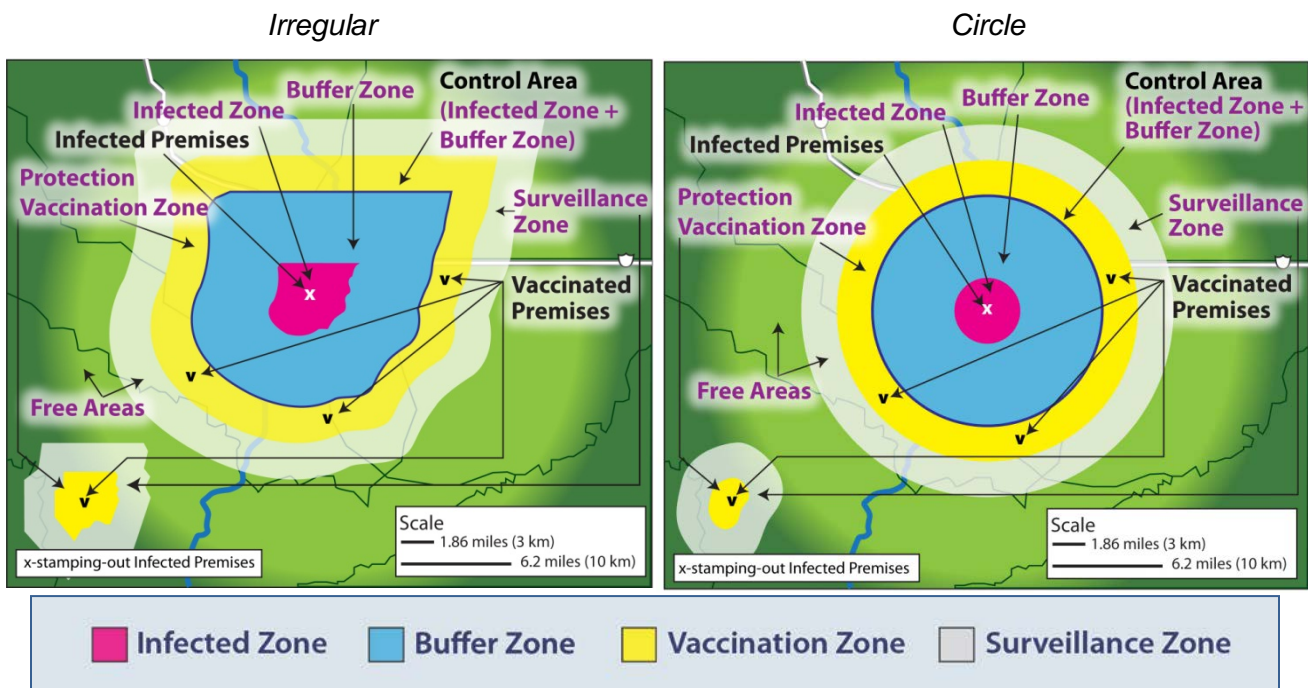 Irregular
Circle
Buffer Zone
Control Area
(Infected Zone +
Buffer Zone)
Infected Zone
Infected Premises
Protection
Vaccination Zone
Surveillance
Zone
x
v
Vaccinated
Premises
v
v
Free Areas
v
x-stamping-out Infected Premises
Scale
1.86 miles (3 km)
6.2 miles (10 km)
Control Area
(Infected Zone +
Buffer Zone)
Buffer Zone
Infected Zone
Infected Premises
Protection
Vaccination Zone
Surveillance
Zone
x
v
Vaccinated
Premises
v
v
Free Areas
v
x-stamping-out Infected Premises
Scale
1.86 miles (3 km)
6.2 miles (10 km)
Infected Zone
Buffer Zone
Vaccination Zone
Surveillance Zone